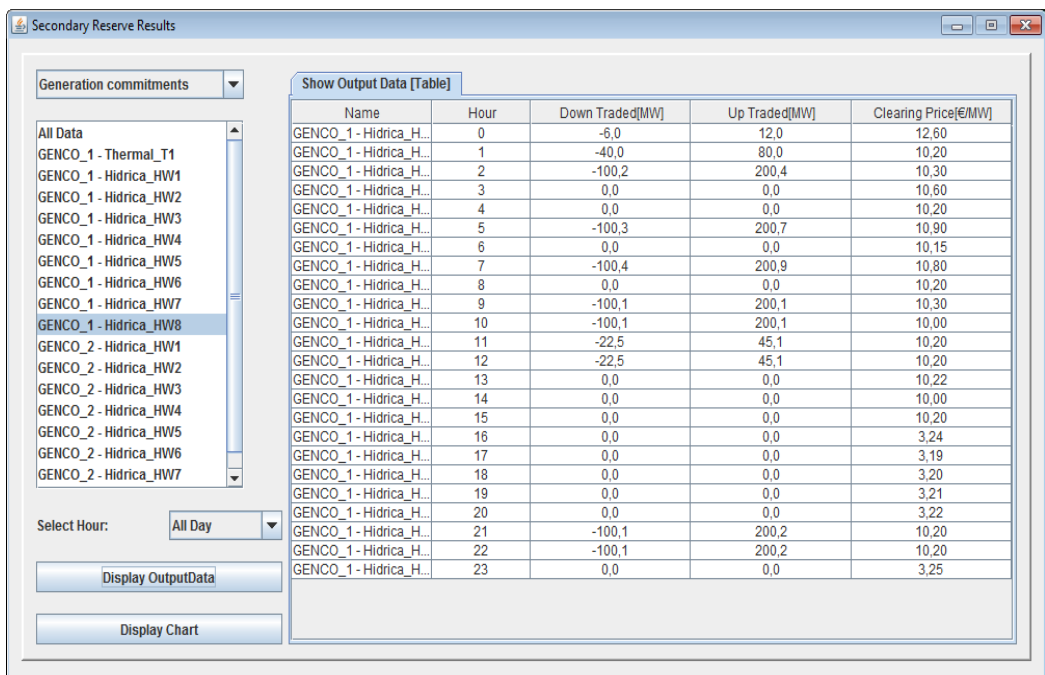 Secondary Reserve Results
Generation commitments
All Data
GENCO_1 - Thermal_T1
GENCO_1 - Hidrica_HW1
GENCO_1 - Hidrica_HW2
GENCO_1 - Hidrica_HW3
GENCO_1 - Hidrica_HW4
GENCO_1 - Hidrica_HW5
GENCO_1 - Hidrica_HW6
GENCO_1 - Hidrica_HW7
GENCO_1 - Hidrica_HW8
GENCO_2 - Hidrica_HW1
GENCO_2 - Hidrica_HW2
GENCO_2 - Hidrica_HW3
GENCO_2 - Hidrica_HW4
GENCO_2 - Hidrica_HW5
GENCO_2 - Hidrica_HW6
GENCO_2 - Hidrica_HW7
Select Hour: All Day
Display OutputData
Display Chart
Show Output Data [Table]
Name Hour Down Traded[MW] Up Traded[MW] Clearing Price[€/MW]
GENCO_1 - Hidrica_H... 0 -6,0 12,0 12,60
GENCO_1 - Hidrica_H... 1 -40,0 80,0 10,20
GENCO_1 - Hidrica_H... 2 -100,2 200,4 10,30
GENCO_1 - Hidrica_H... 3 0,0 0,0 10,60
GENCO_1 - Hidrica_H... 4 0,0 0,0 10,20
GENCO_1 - Hidrica_H... 5 -100,3 200,7 10,90
GENCO_1 - Hidrica_H... 6 0,0 0,0 10,15
GENCO_1 - Hidrica_H... 7 -100,4 200,9 10,80
GENCO_1 - Hidrica_H... 8 0,0 0,0 10,20
GENCO_1 - Hidrica_H... 9 -100,1 200,1 10,30
GENCO_1 - Hidrica_H... 10 -100,1 200,1 10,00
GENCO_1 - Hidrica_H... 11 -22,5 45,1 10,20
GENCO_1 - Hidrica_H... 12 -22,5 45,1 10,20
GENCO_1 - Hidrica_H... 13 0,0 0,0 10,22
GENCO_1 - Hidrica_H... 14 0,0 0,0 10,00
GENCO_1 - Hidrica_H... 15 0,0 0,0 10,20
GENCO_1 - Hidrica_H... 16 0,0 0,0 3,24
GENCO_1 - Hidrica_H... 17 0,0 0,0 3,19
GENCO_1 - Hidrica_H... 18 0,0 0,0 3,20
GENCO_1 - Hidrica_H... 19 0,0 0,0 3,21
GENCO_1 - Hidrica_H... 20 0,0 0,0 3,22
GENCO_1 - Hidrica_H... 21 -100,1 200,2 10,20
GENCO_1 - Hidrica_H... 22 -100,1 200,2 10,20
GENCO_1 - Hidrica_H... 23 0,0 0,0 3,25